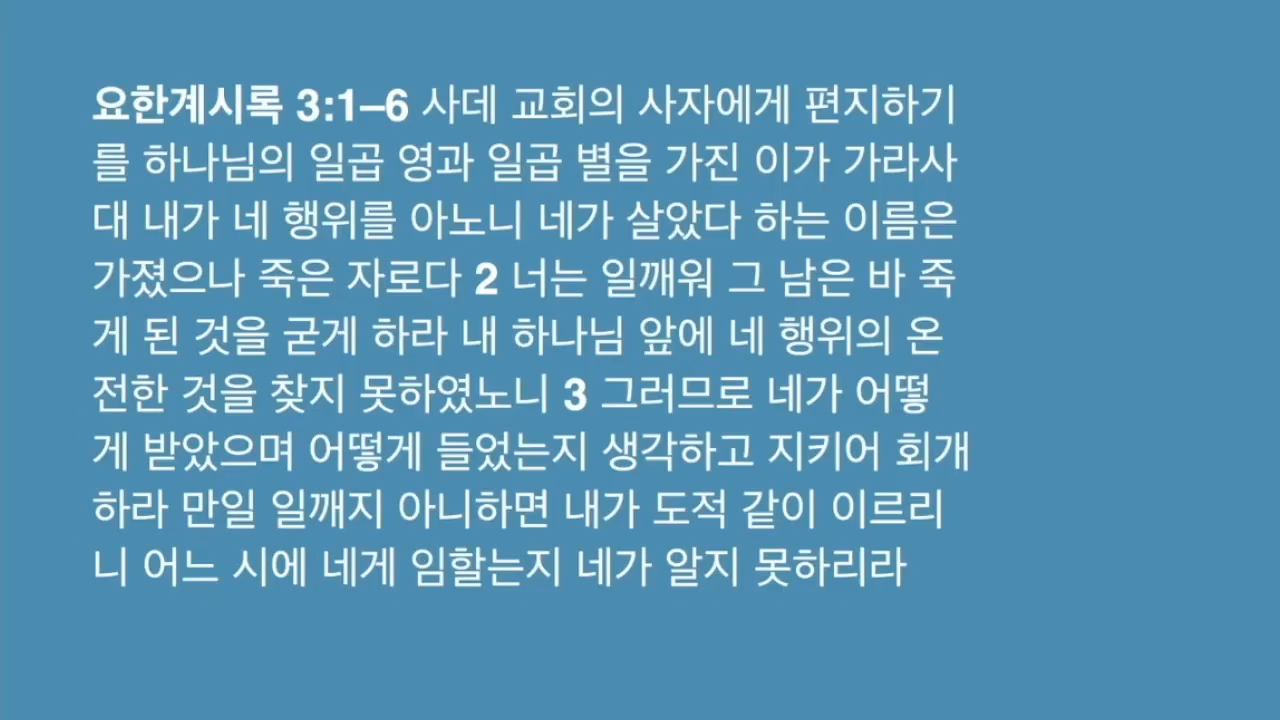 요한계시록 3:1–6 사데 교회의 사자에게 편지하기
를 하나님의 일곱 영과 일곱 별을 가진 이가 가라사
대 내가 네 행위를 아노니 네가 살았다 하는 이름은
가졌으나 죽은 자로다 2 너는 일깨워 그 남은 바 죽
게 된 것을 굳게 하라 내 하나님 앞에 네 행위의 온
전한 것을 찾지 못하였노니 3 그러므로 네가 어떻
게 받았으며 어떻게 들었는지 생각하고 지키어 회개
하라 만일 일깨지 아니하면 내가 도적 같이 이르리
니 어느 시에 네게 임할는지 네가 알지 못하리라